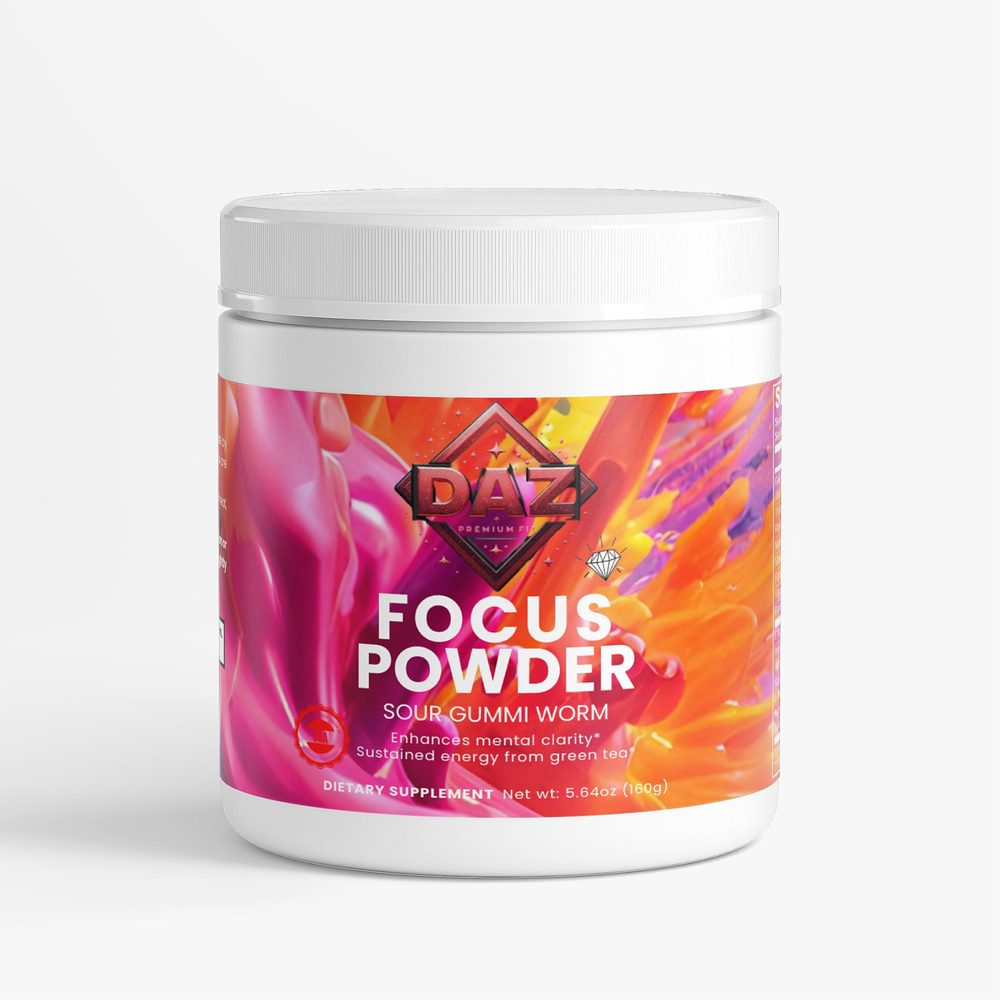 DAZ
PREMIUM FIT
FOCUS
POWDER
SOUR GUMMI WORM
Enhances mental clarity*
Sustained energy from green tea*
DIETARY SUPPLEMENT Net wt: 5.64oz (160g)